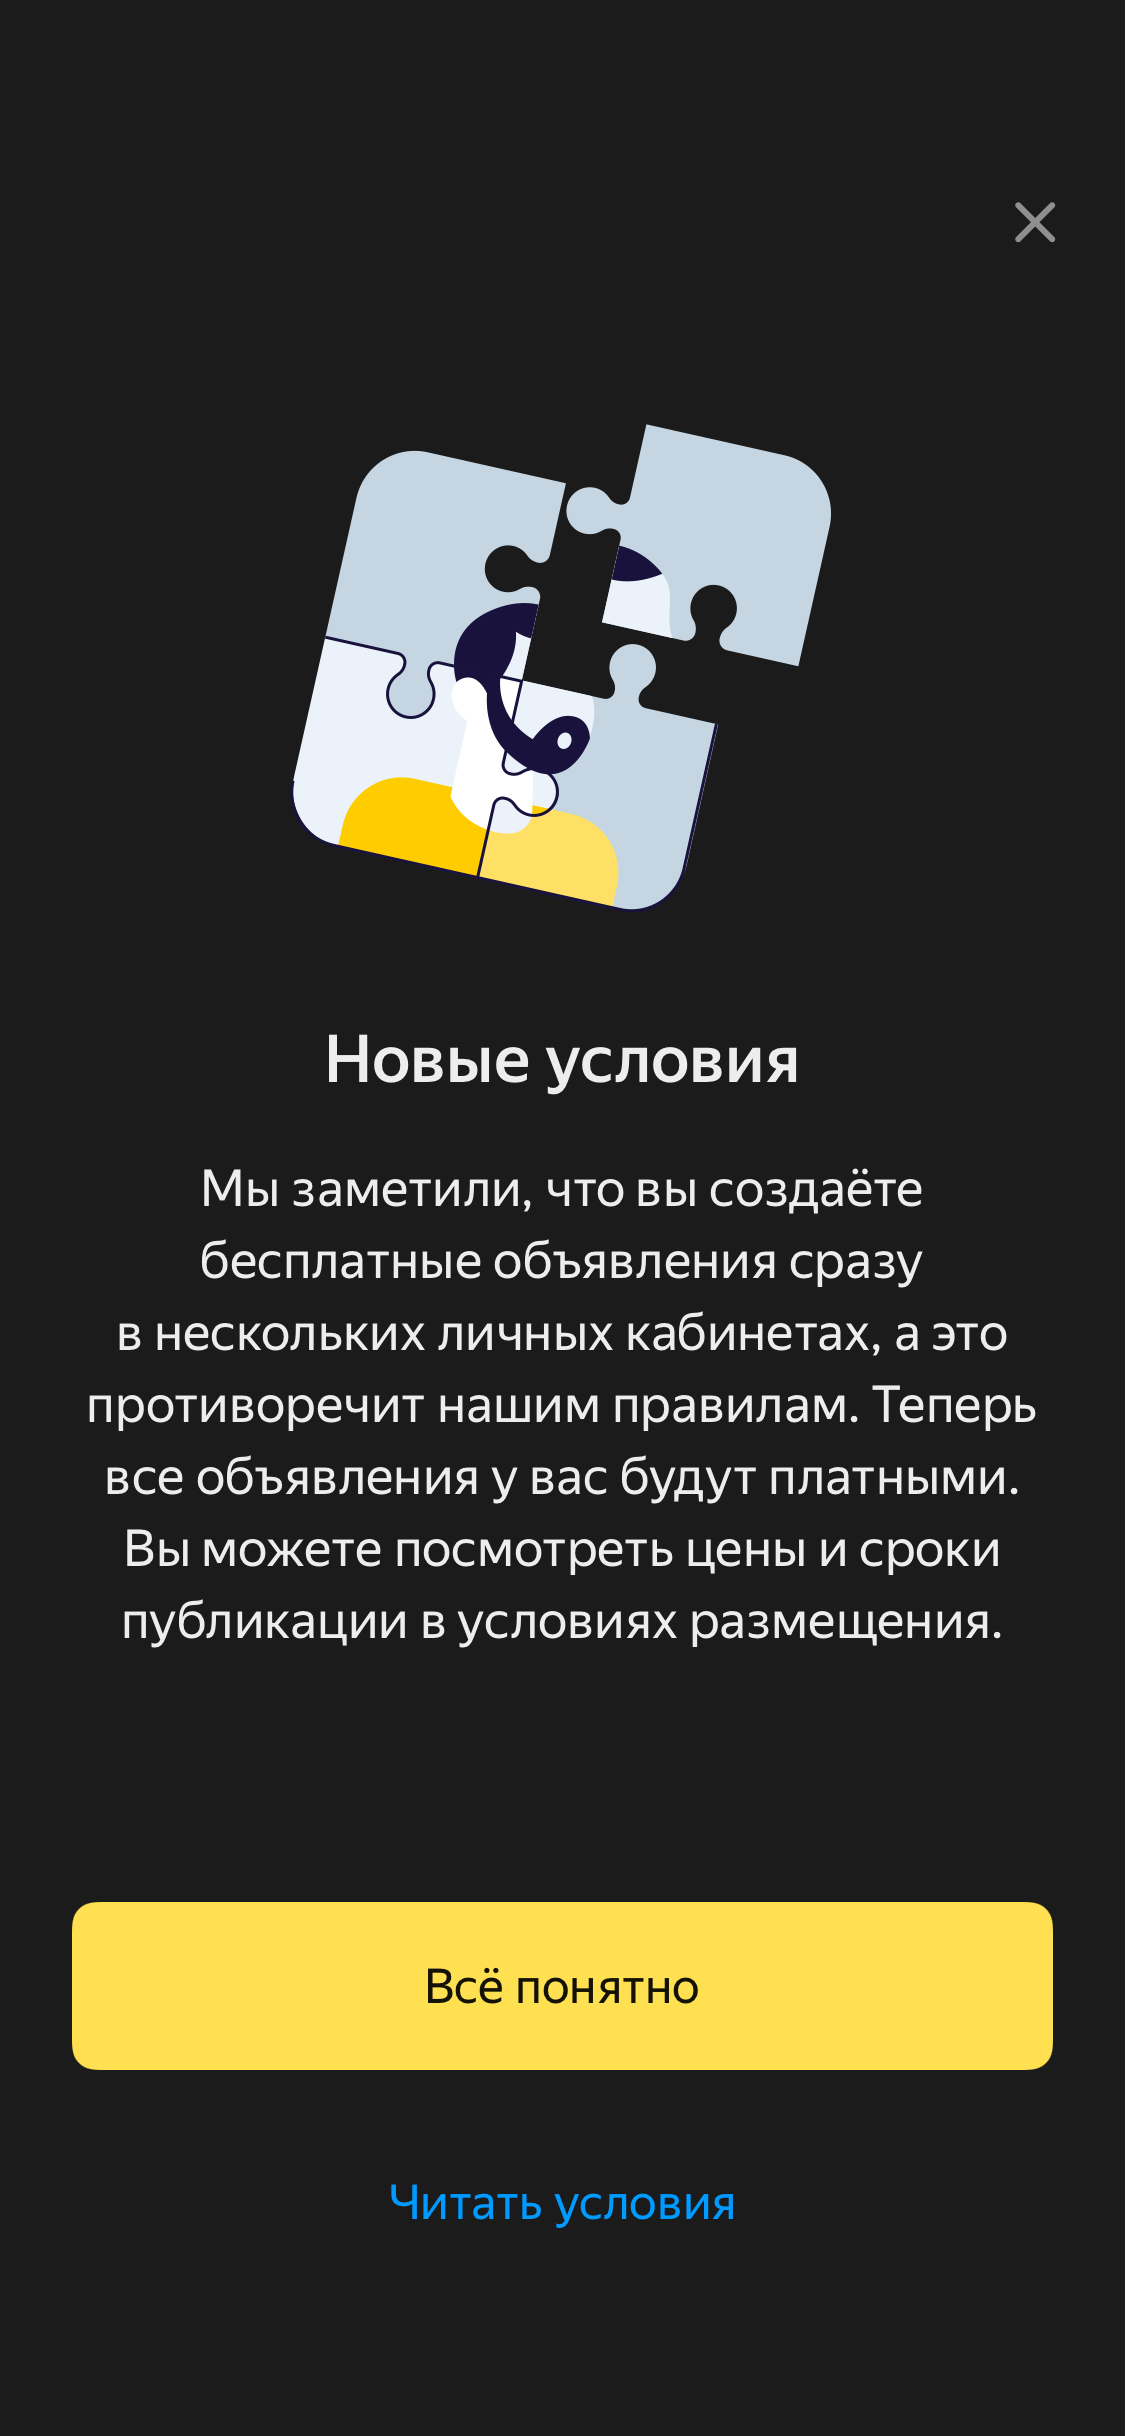 Новые условия
Мы заметили, что вы создаёте
бесплатные объявления сразу
в нескольких личных кабинетах, а это
противоречит нашим правилам. Теперь
все объявления у вас будут платными.
Вы можете посмотреть цены и сроки
публикации в условиях размещения.
Всё понятно
Читать условия